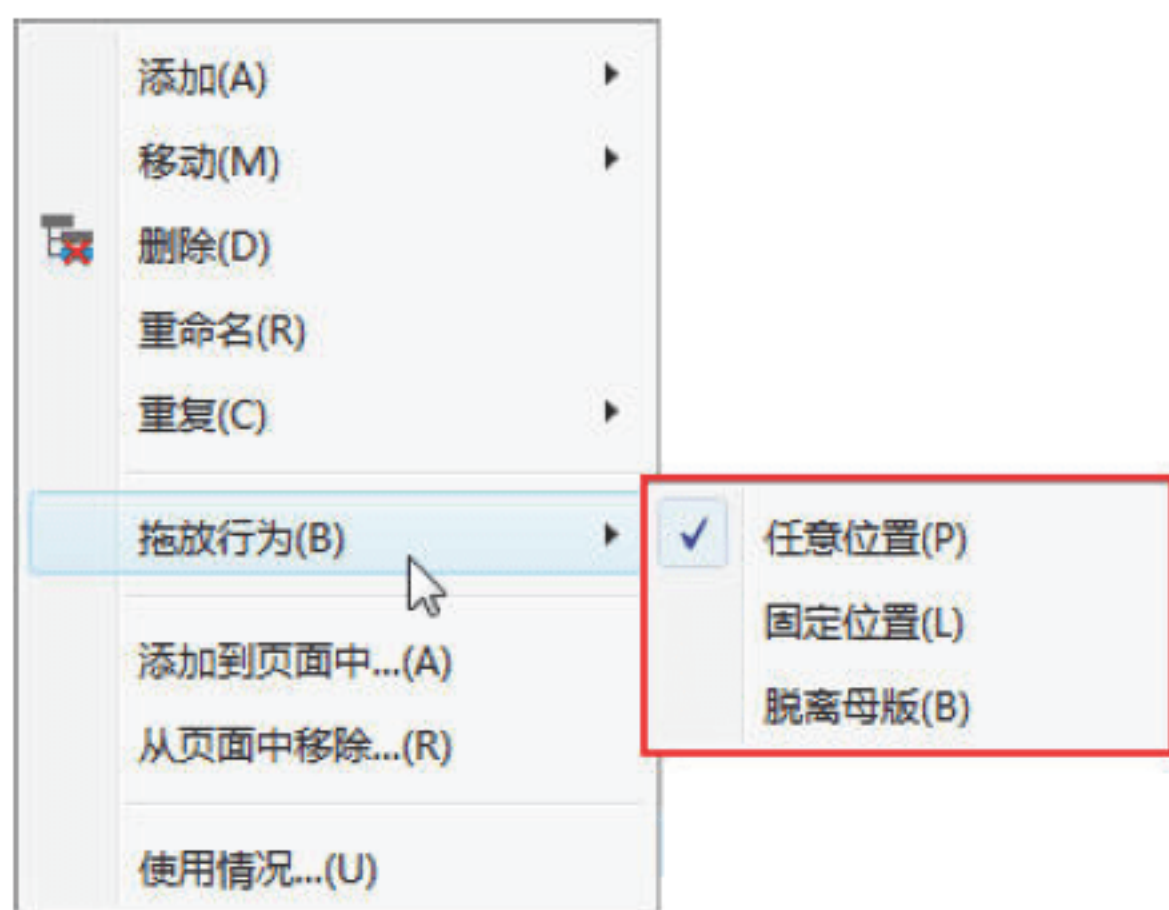 添加(A)
移动(M)
删除(D)
重命名(R)
重复(C)
拖放行为(B)
任意位置(P)
固定位置(L)
脱离母版(B)
添加到页面中...(A)
从页面中移除...(R)
使用情况...(U)